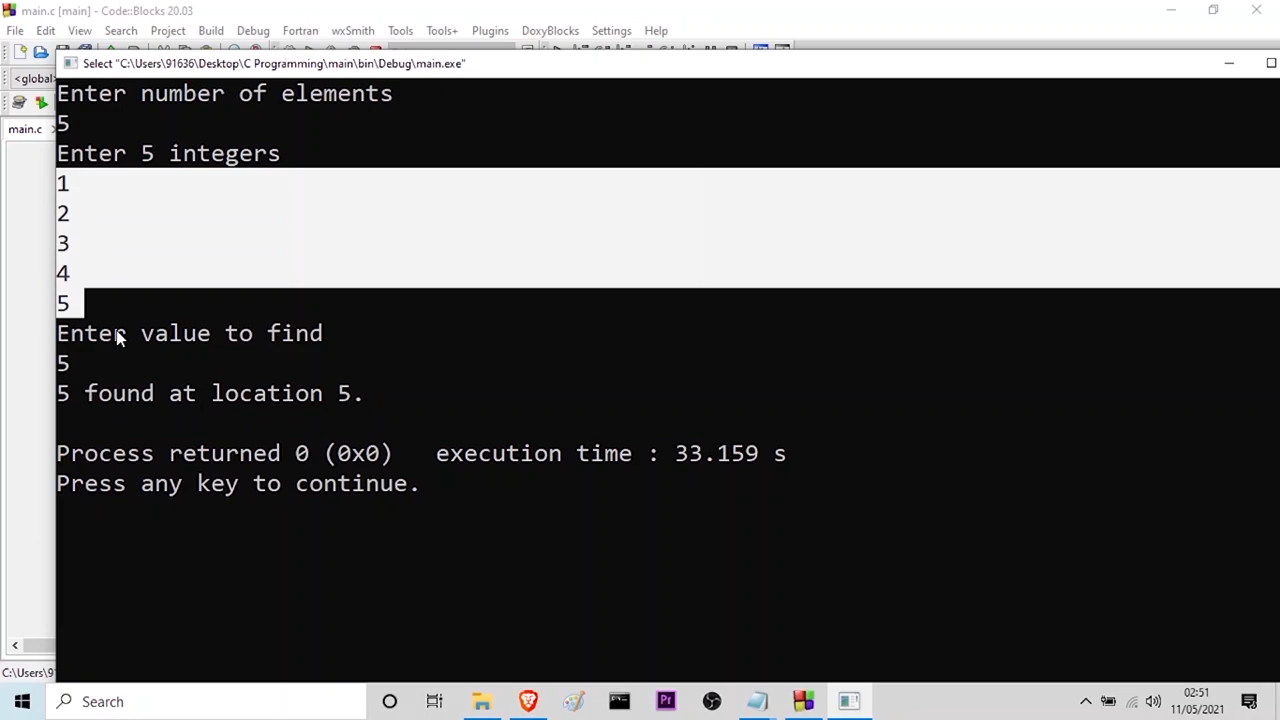 main.c [main] - Code::Blocks 20.03
File Edit View Search Project Build Debug Fortran wxSmith Tools Tools+ Plugins DoxyBlocks Settings Help
Select "C:\Users\91636\Desktop\C Programming\main\bin\Debug\main.exe"
<global>
main.c
Enter number of elements
5
Enter 5 integers
1
2
3
4
5
Enter value to find
5
5 found at location 5.
Process returned 0 (0x0) execution time : 33.159 s
Press any key to continue.
C:\Users\9
Search
Pr
02:51
11/05/2021